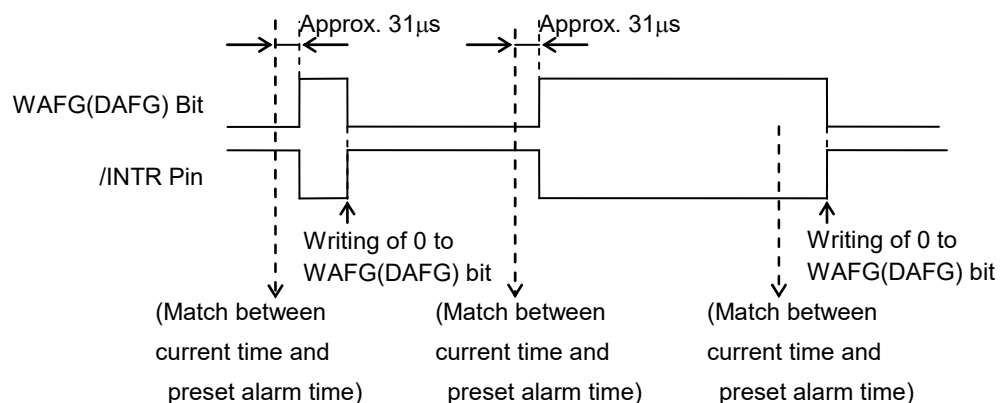 Approx. 31μs
Approx. 31μs
WAFG(DAFG) Bit
/INTR Pin
Writing of 0 to
WAFG(DAFG) bit
Writing of 0 to
WAFG(DAFG) bit
(Match between
current time and
preset alarm time)
(Match between
current time and
preset alarm time)
(Match between
current time and
preset alarm time)